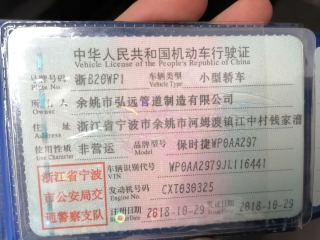 中华人民共和国机动车行驶证
Vehicle License of the People's Republic of China
号牌号码 浙B20WP1 车辆类型 小型轿车
Plate No. Vehicle Type
所有人 余姚市弘远管道制造有限公司
Owner
住址 浙江省宁波市余姚市河姆渡镇江中村钱家漕
Address
使用性质 非营运 品牌型号 保时捷WP0AA297
Use Character Model
车辆识别代号 WP0AA2979JL116441
VIN
发动机号码 CXT030325
Engine No.
注册日期 2018-10-29 发证日期 2018-10-29
浙江省宁波
市公安局交
通警察支队